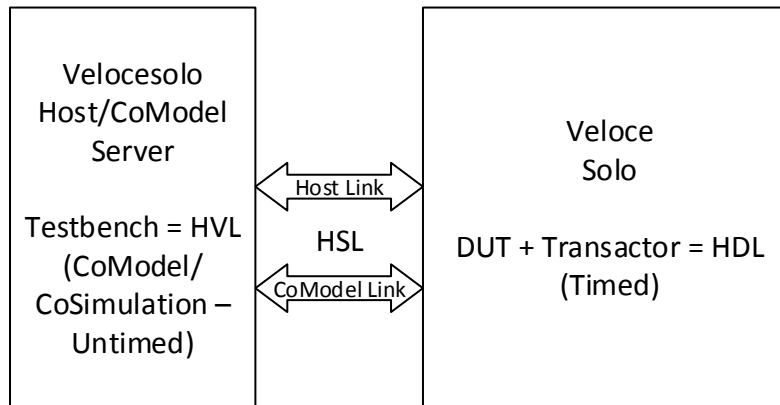 Velocesolo
Host/CoModel
Server
Testbench = HVL
(CoModel/
CoSimulation –
Untimed)
Host Link
HSL
CoModel Link
Veloce
Solo
DUT + Transactor = HDL
(Timed)